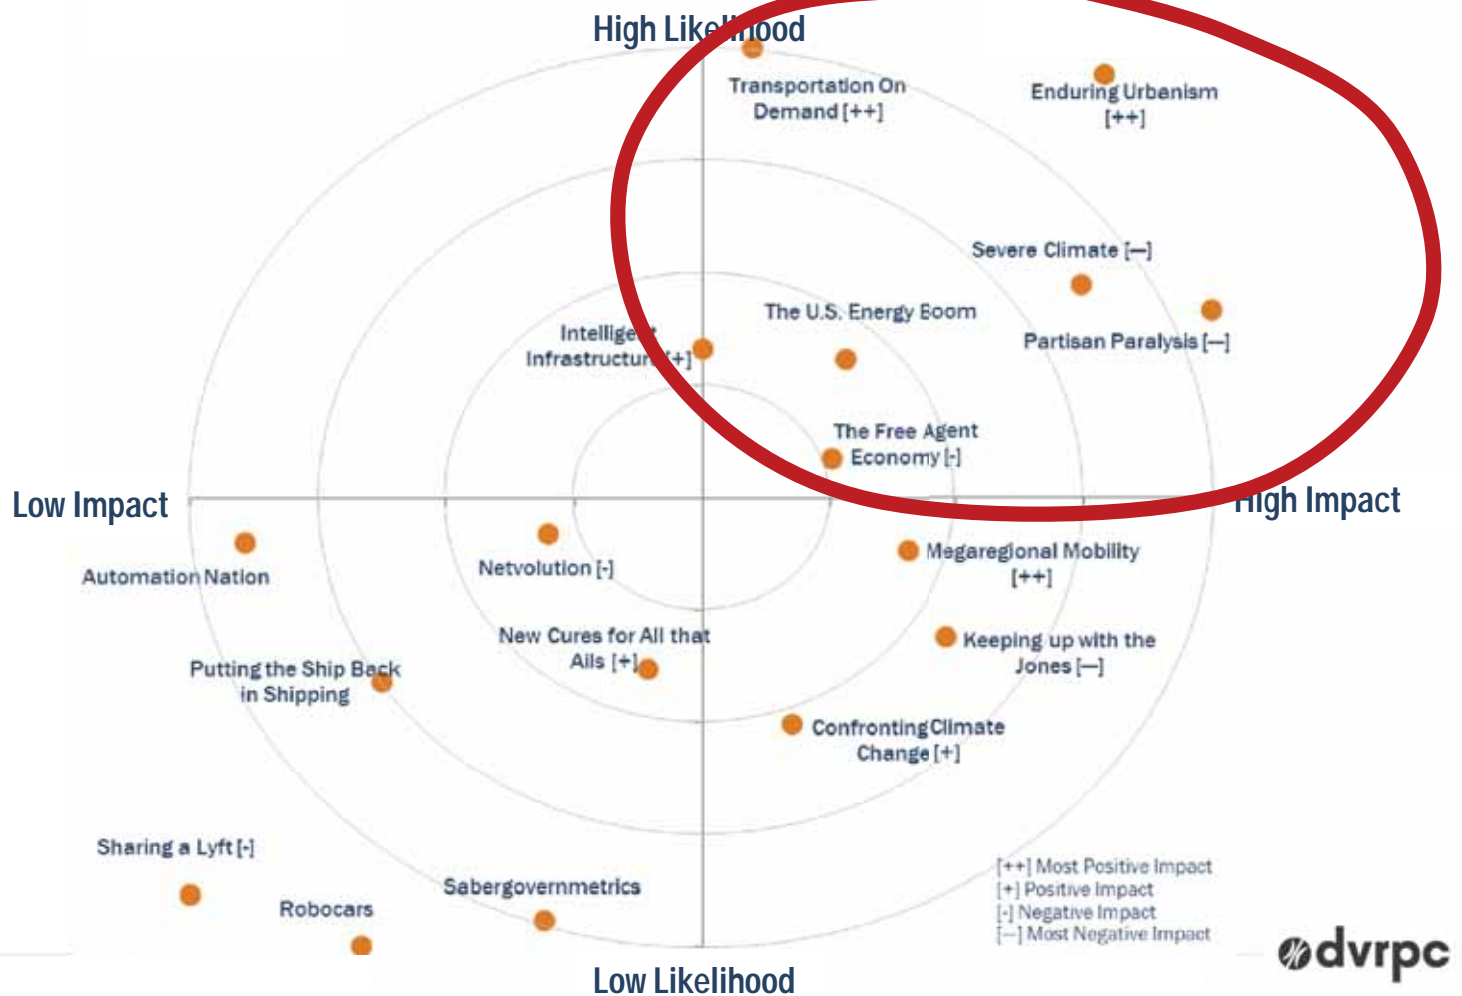 High Likelihood
Transportation On
Demand [++]
Enduring Urbanism
[++]
Severe Climate [—]
The U.S. Energy Boom
Intelligent
Infrastructure [+]
Partisan Paralysis [—]
The Free Agent
Economy [-]
Low Impact
High Impact
Automation Nation
Netvolution [-]
Megaregional Mobility
[++]
New Cures for All that
Ails [+]
Keeping up with the
Jones [—]
Putting the Ship Back
in Shipping
Confronting Climate
Change [+]
Sharing a Lyft [-]
Robocars
Sabergovernmetrics
[++] Most Positive Impact
[+] Positive Impact
[-] Negative Impact
[—] Most Negative Impact
dvrpc
Low Likelihood